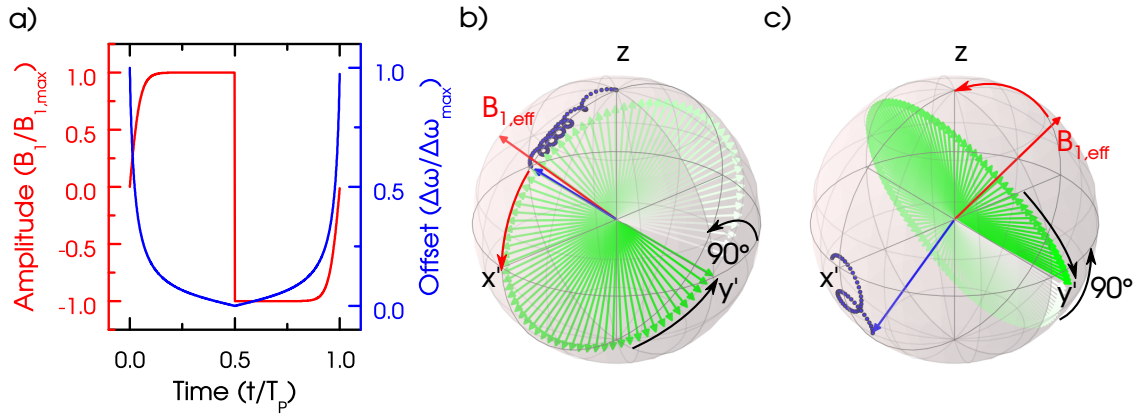 a)
b)
c)
Amplitude (B₁/B₁,max)
1.0
0.5
0.0
-0.5
-1.0
Offset (Δω/Δωmax)
1.0
0.5
0.0
0.0
0.5
1.0
Time (t/TP)
z
B₁,eff
x'
y'
90°
z
B₁,eff
x'
y'
90°